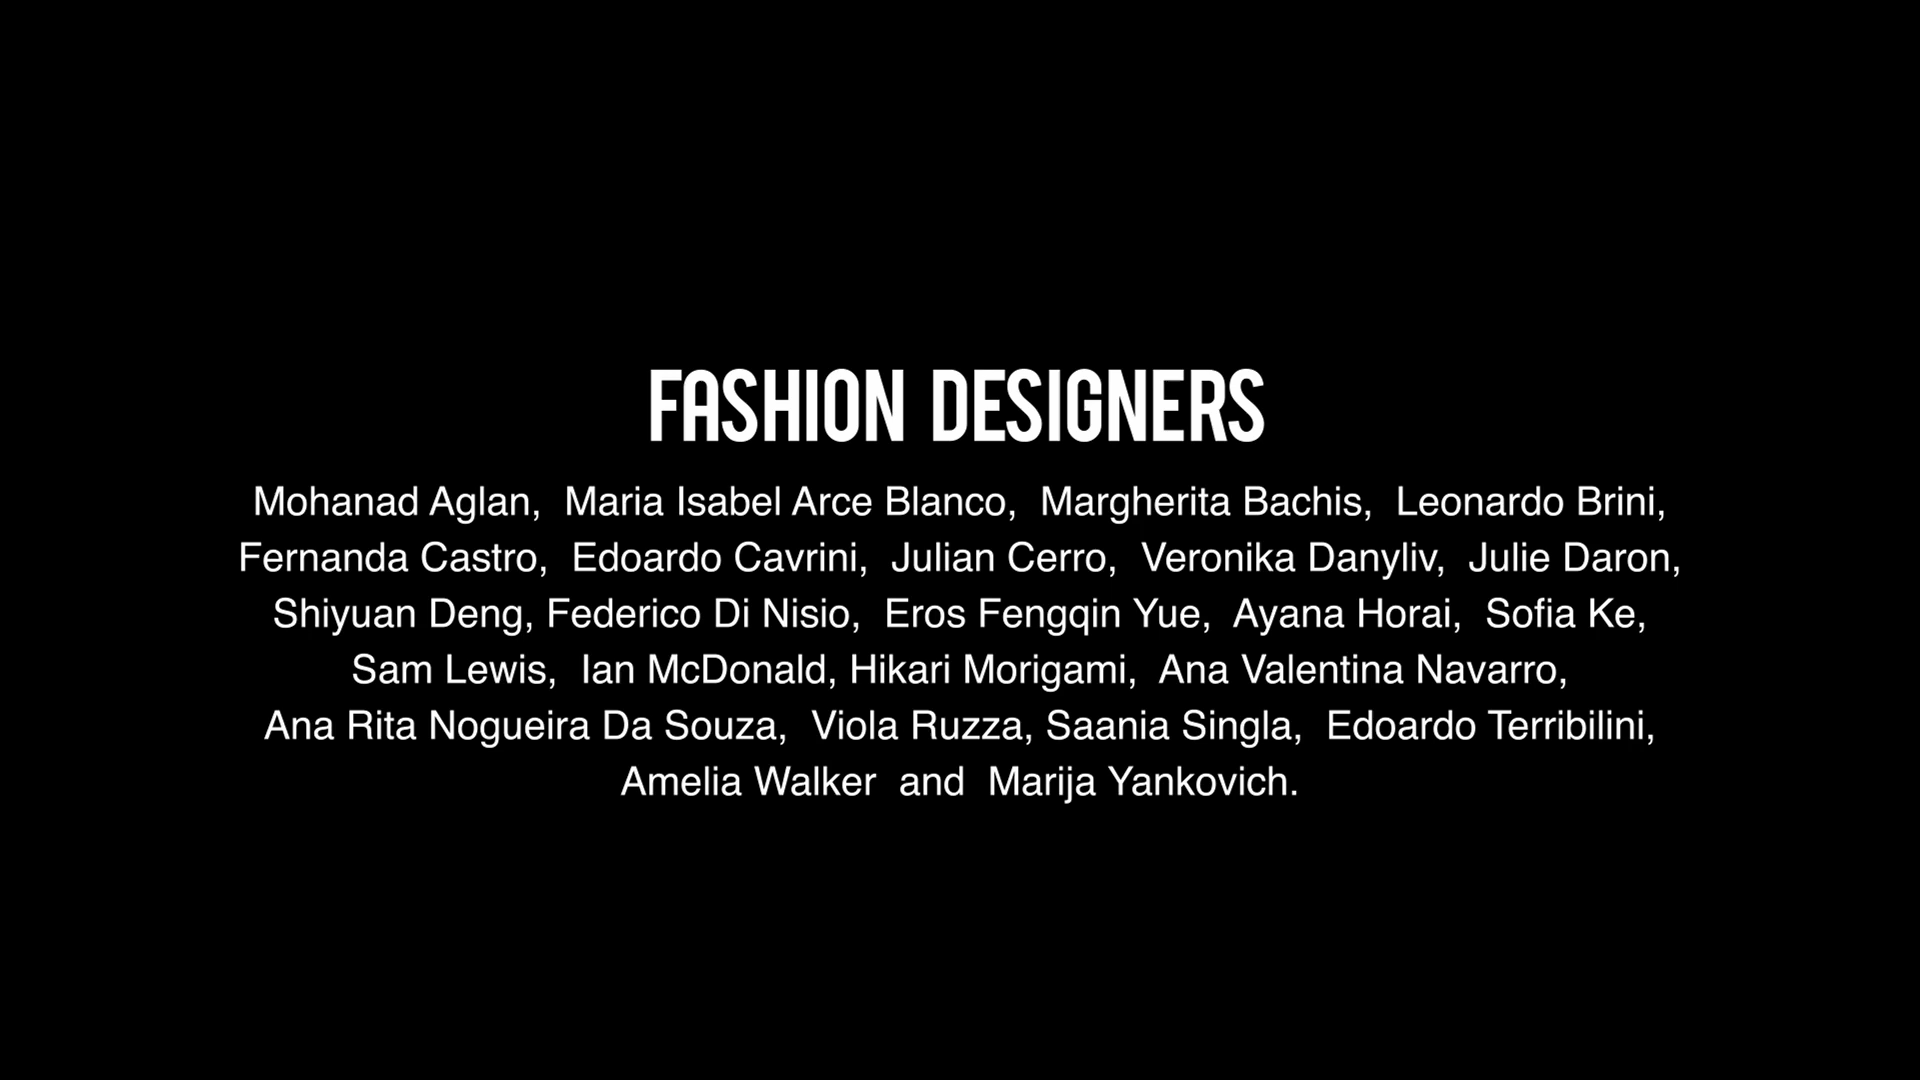 FASHION DESIGNERS
Mohanad Aglan, Maria Isabel Arce Blanco, Margherita Bachis, Leonardo Brini,
Fernanda Castro, Edoardo Cavrini, Julian Cerro, Veronika Danyliv, Julie Daron,
Shiyuan Deng, Federico Di Nisio, Eros Fengqin Yue, Ayana Horai, Sofia Ke,
Sam Lewis, Ian McDonald, Hikari Morigami, Ana Valentina Navarro,
Ana Rita Nogueira Da Souza, Viola Ruzza, Saania Singla, Edoardo Terribilini,
Amelia Walker and Marija Yankovich.